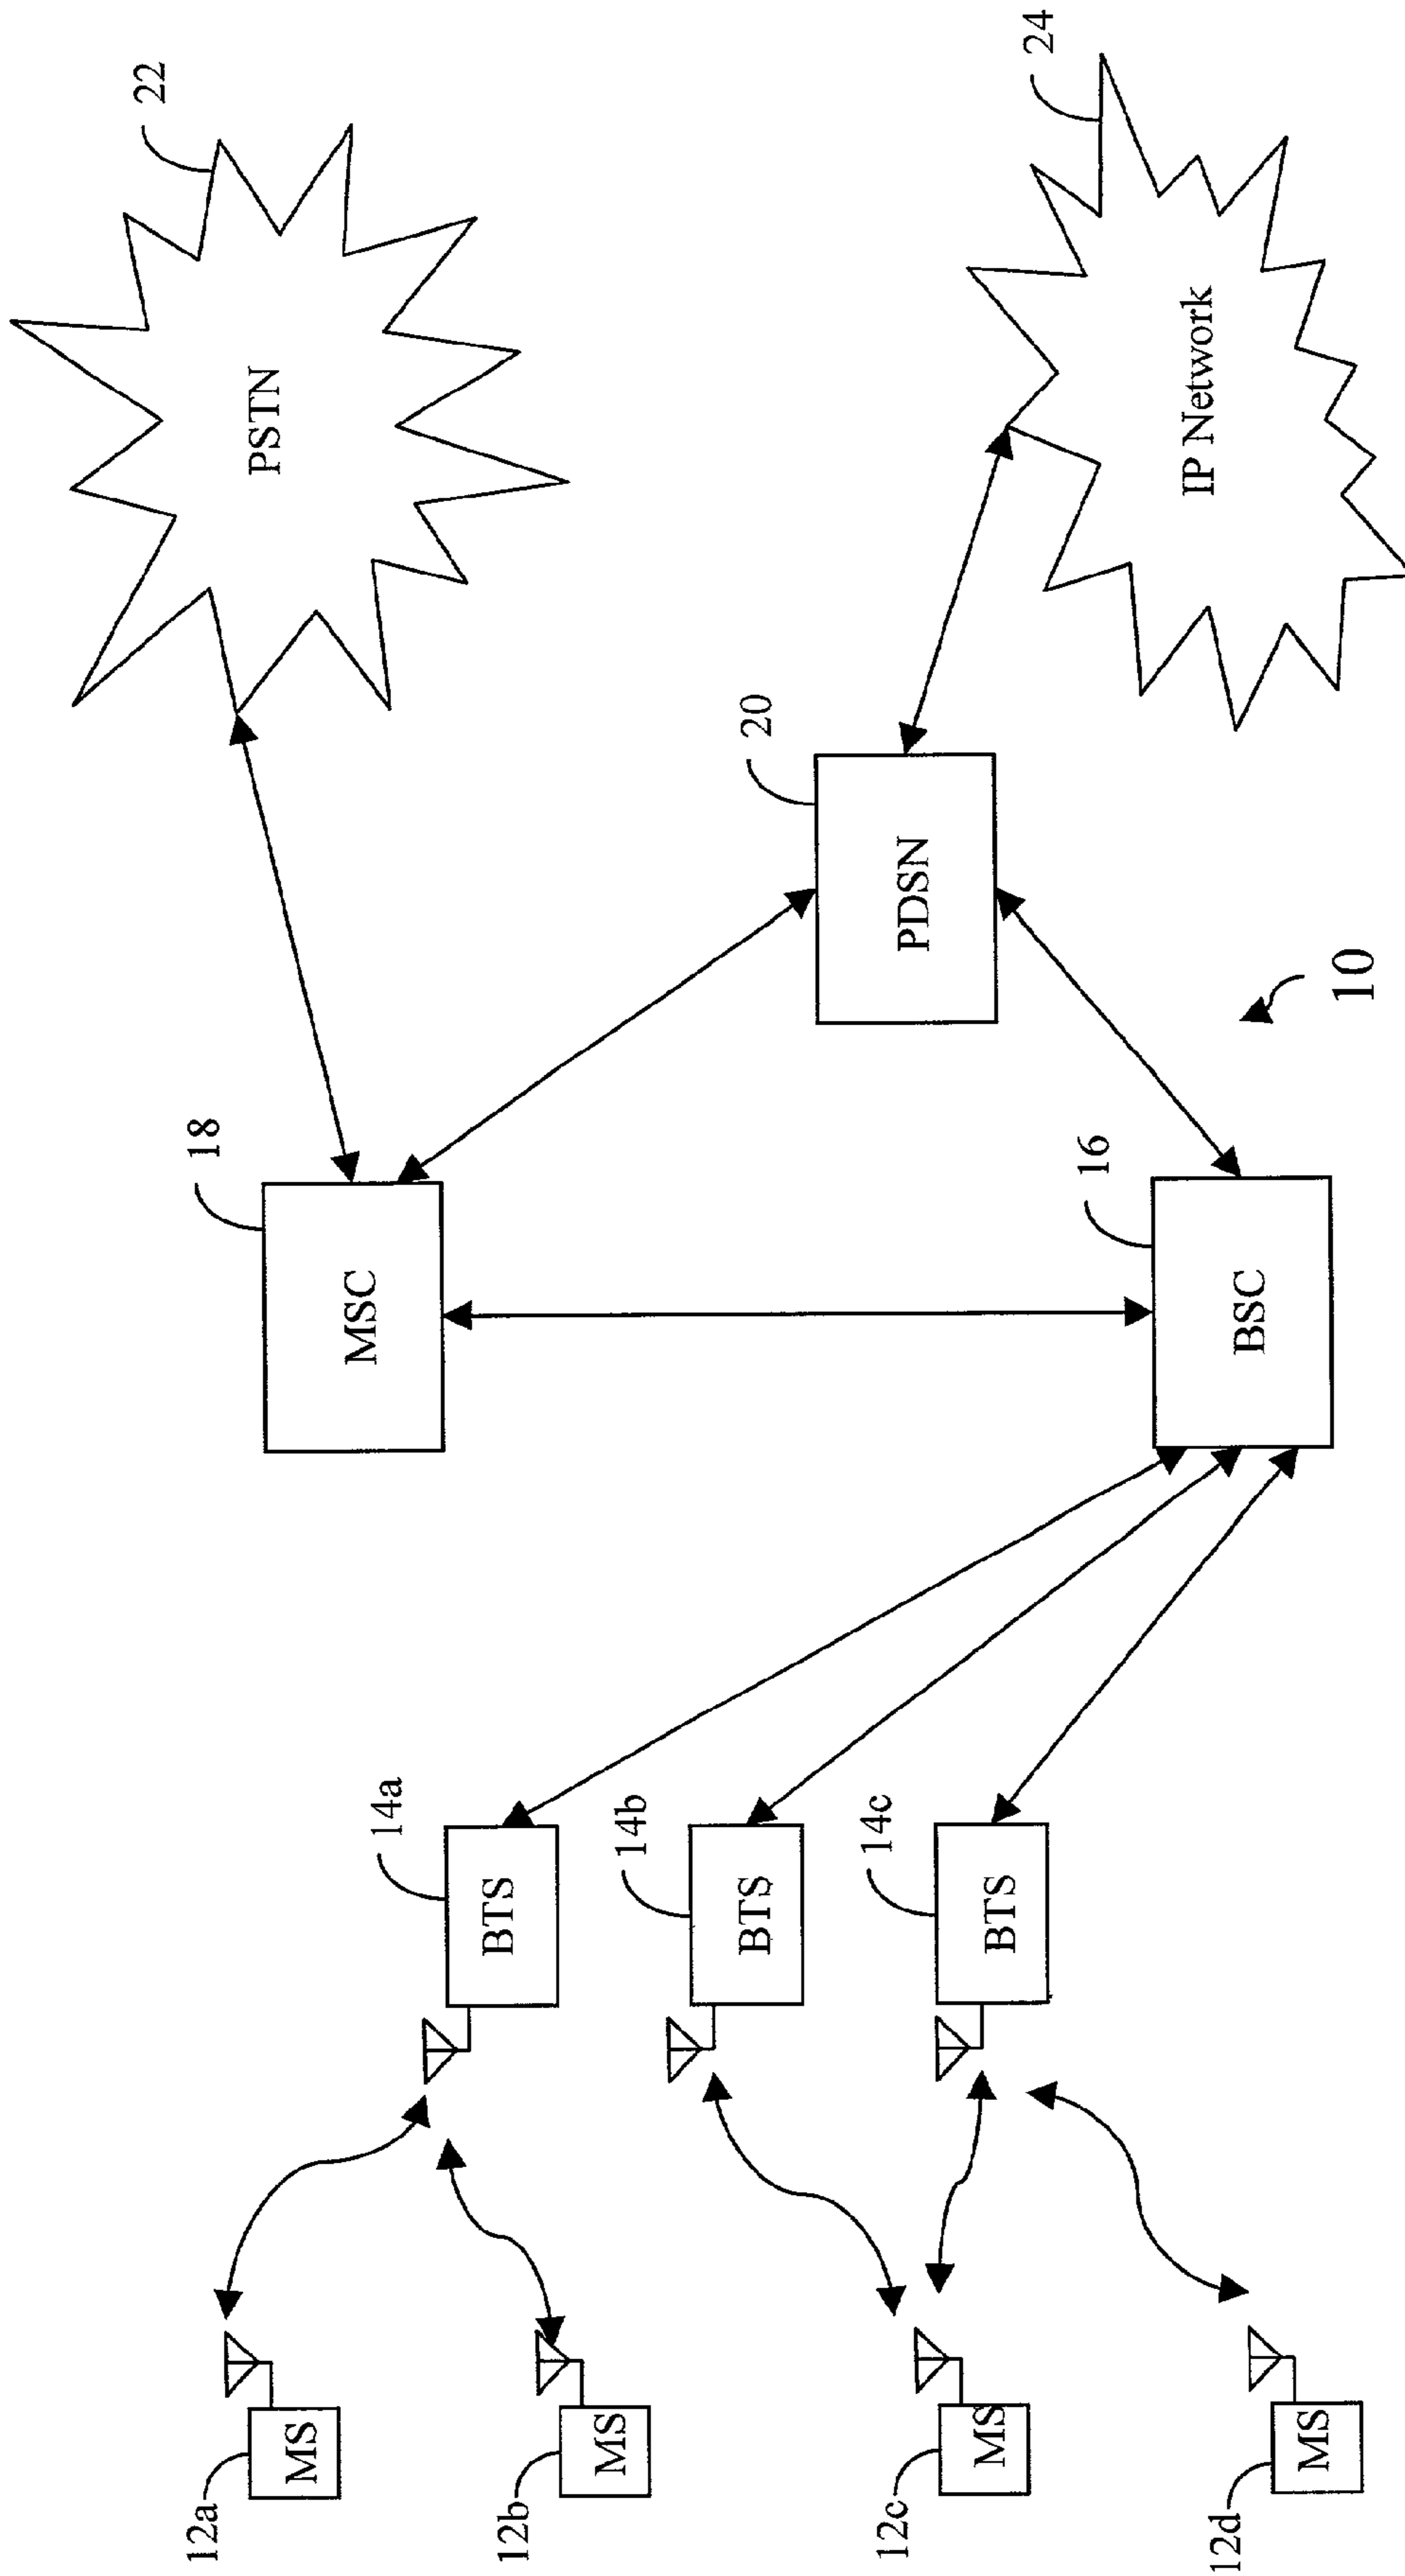 12a
MS
12b
MS
12c
MS
12d
MS
14a
BTS
14b
BTS
14c
BTS
18
MSC
16
BSC
20
PDSN
10
22
PSTN
24
IP Network